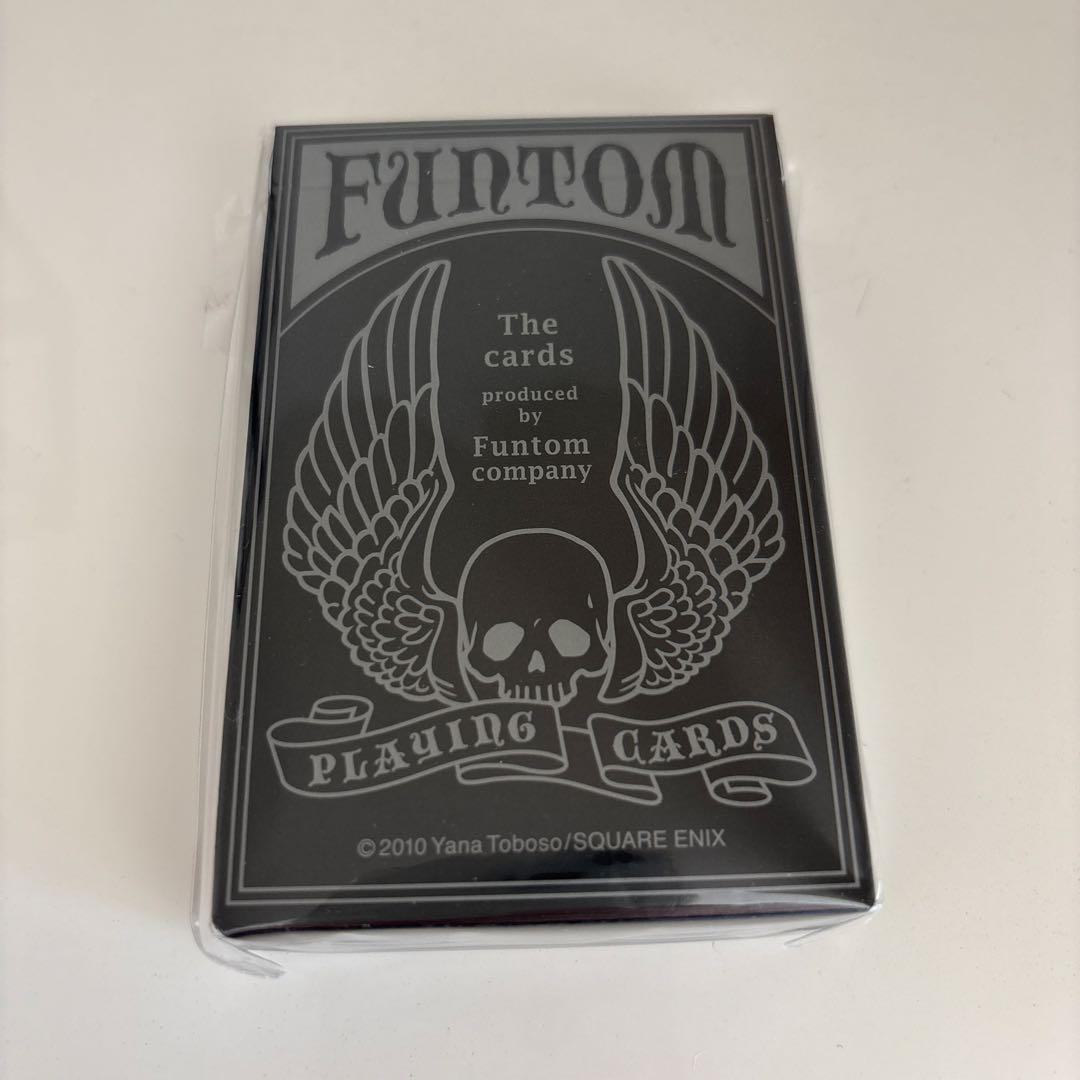 FUNTOM
The
cards
produced
by
Funtom
company
PLAYING CARDS
© 2010 Yana Toboso/SQUARE ENIX